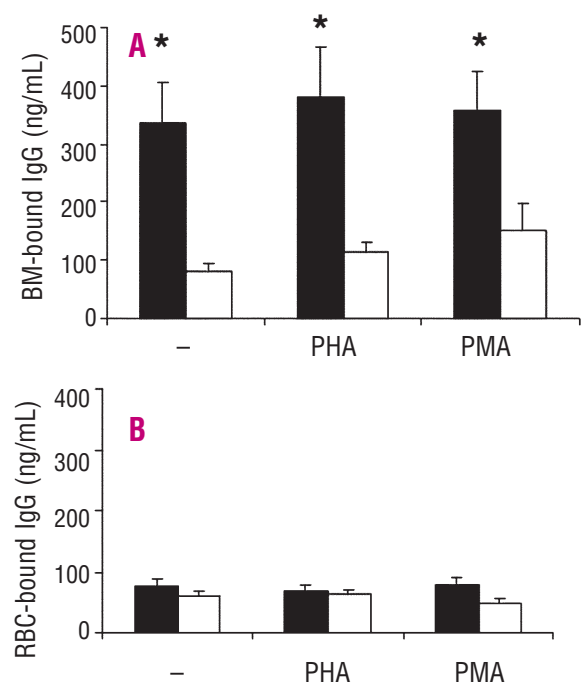 A
* * *
BM-bound IgG (ng/mL)
500
400
300
200
100
0
– PHA PMA
B
RBC-bound IgG (ng/mL)
400
300
200
100
0
– PHA PMA